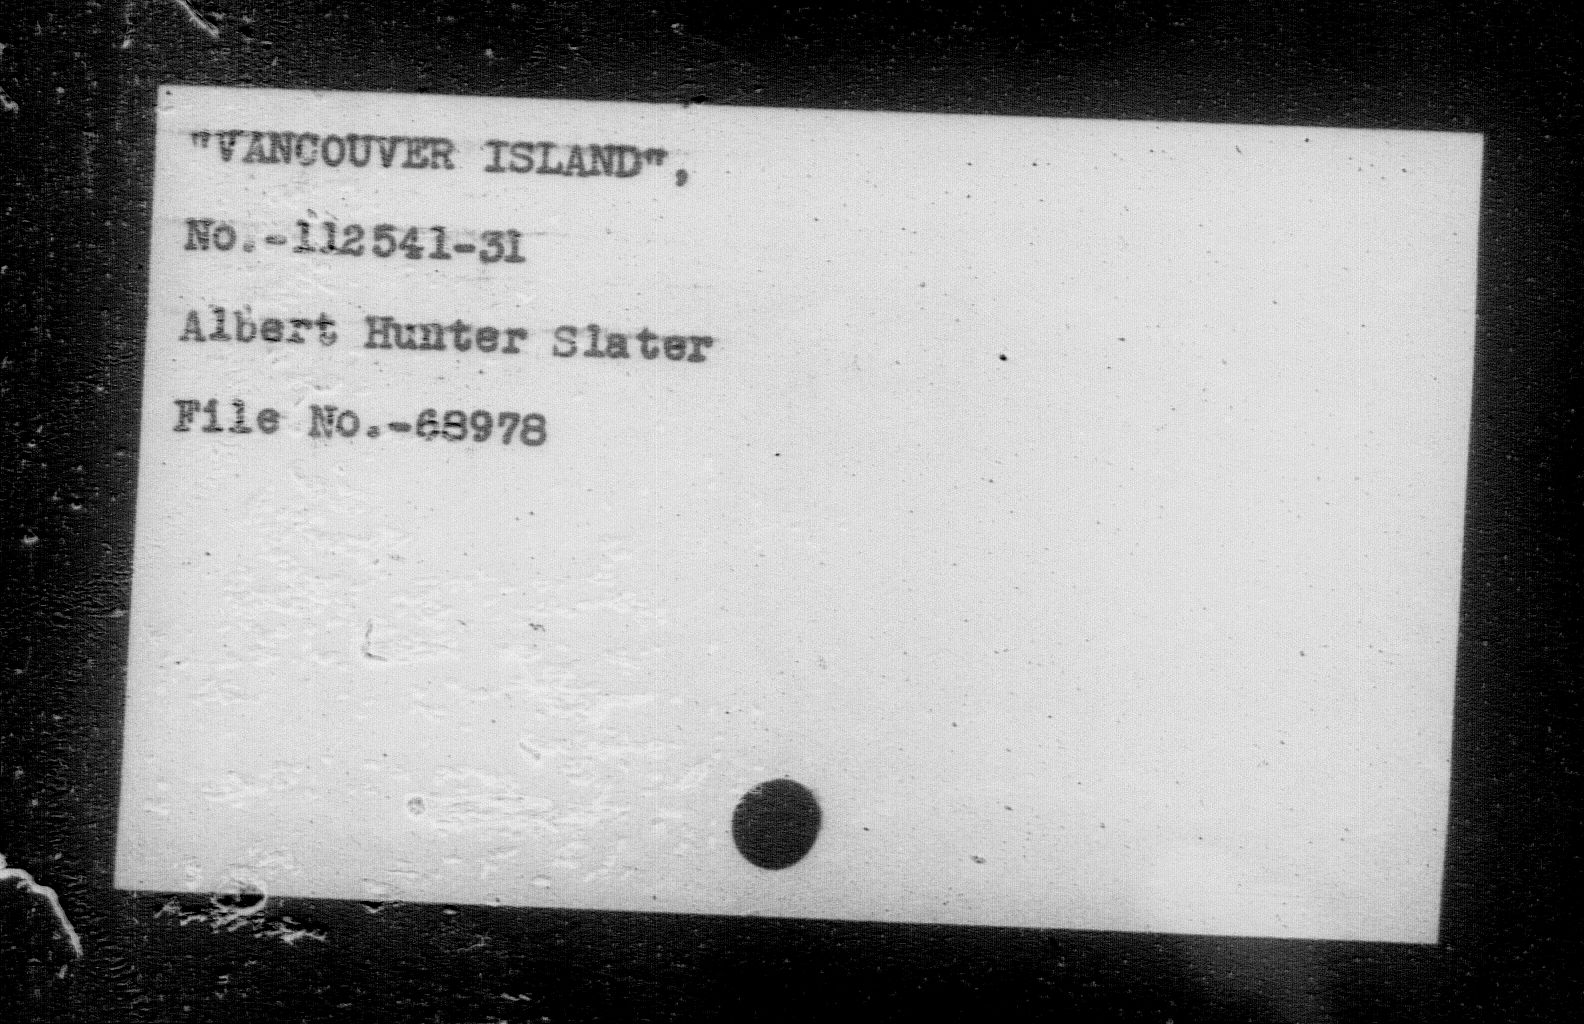 "VANCOUVER ISLAND",
No.-112541-31
Albert Hunter Slater
File No.-68978